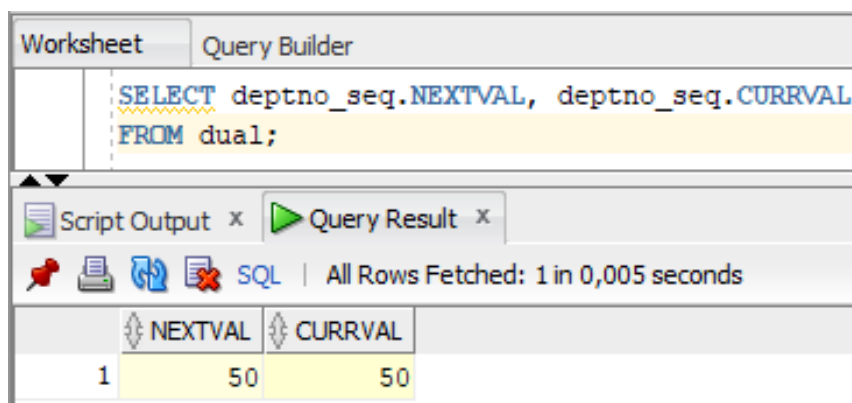 Worksheet Query Builder
SELECT deptno_seq.NEXTVAL, deptno_seq.CURRVAL
FROM dual;
Script Output x Query Result x
SQL | All Rows Fetched: 1 in 0,005 seconds
NEXTVAL CURRVAL
1 50 50